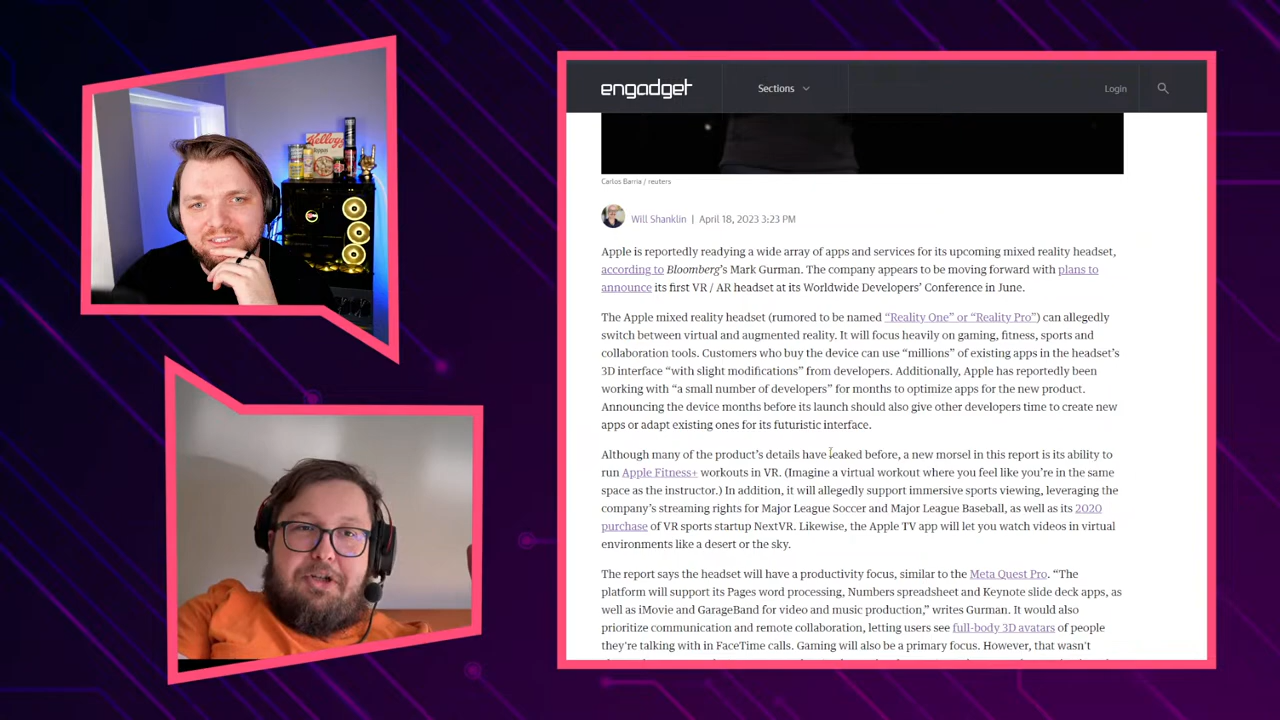 Kellogg's
engadget
Sections
Login
Carlos Barria / reuters
Will Shanklin | April 18, 2023 3:23 PM
Apple is reportedly readying a wide array of apps and services for its upcoming mixed reality headset,
according to Bloomberg’s Mark Gurman. The company appears to be moving forward with plans to
announce its first VR / AR headset at its Worldwide Developers’ Conference in June.
The Apple mixed reality headset (rumored to be named “Reality One” or “Reality Pro”) can allegedly
switch between virtual and augmented reality. It will focus heavily on gaming, fitness, sports and
collaboration tools. Customers who buy the device can use “millions” of existing apps in the headset’s
3D interface “with slight modifications” from developers. Additionally, Apple has reportedly been
working with “a small number of developers” for months to optimize apps for the new product.
Announcing the device months before its launch should also give other developers time to create new
apps or adapt existing ones for its futuristic interface.
Although many of the product’s details have leaked before, a new morsel in this report is its ability to
run Apple Fitness+ workouts in VR. (Imagine a virtual workout where you feel like you’re in the same
space as the instructor.) In addition, it will allegedly support immersive sports viewing, leveraging the
company’s streaming rights for Major League Soccer and Major League Baseball, as well as its 2020
purchase of VR sports startup NextVR. Likewise, the Apple TV app will let you watch videos in virtual
environments like a desert or the sky.
The report says the headset will have a productivity focus, similar to the Meta Quest Pro. “The
platform will support its Pages word processing, Numbers spreadsheet and Keynote slide deck apps, as
well as iMovie and GarageBand for video and music production,” writes Gurman. It would also
prioritize communication and remote collaboration, letting users see full-body 3D avatars of people
they're talking with in FaceTime calls. Gaming will also be a primary focus. However, that wasn’t